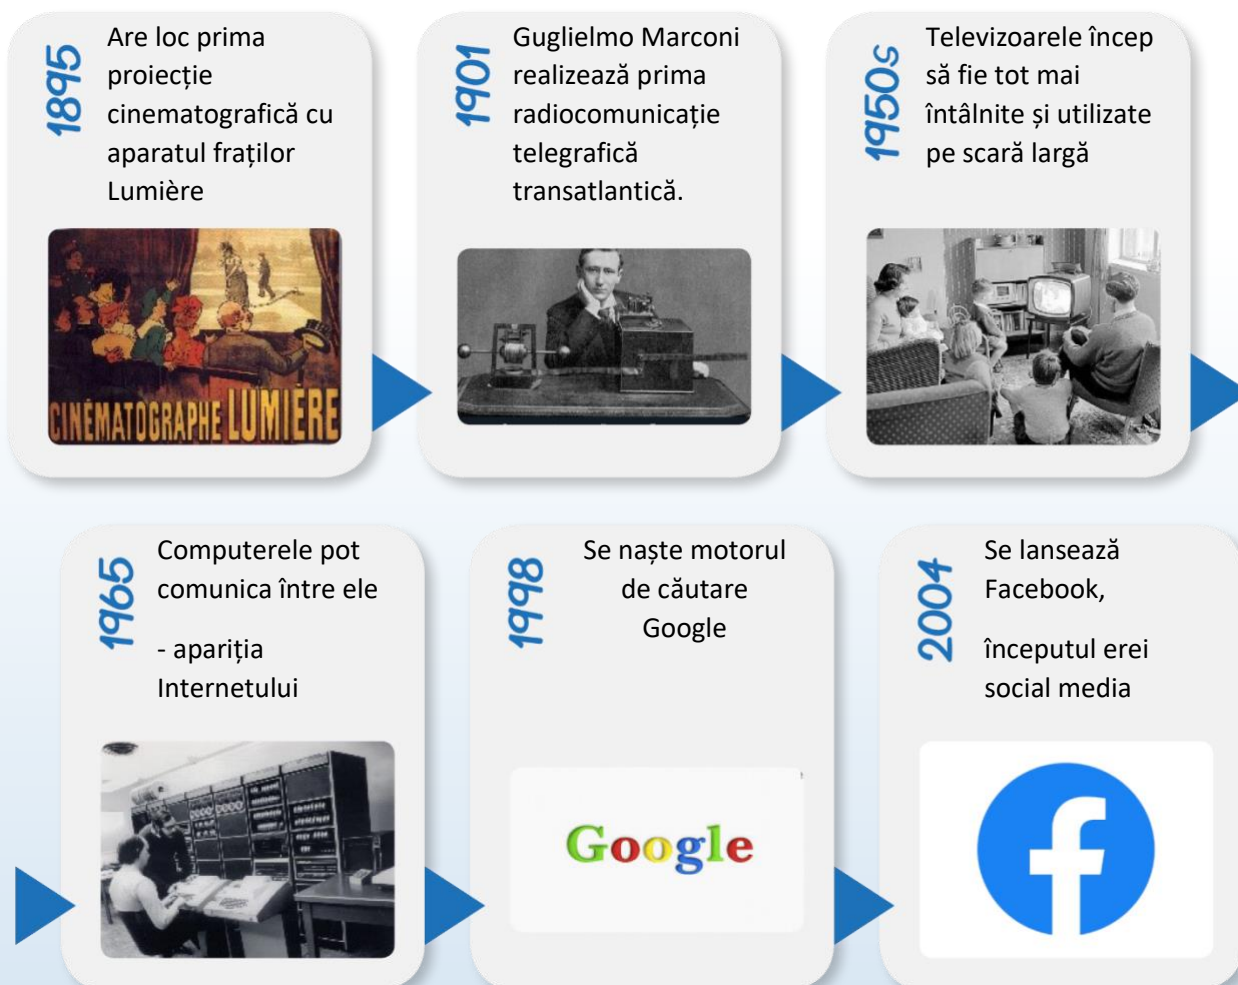 1895
Are loc prima
proiecție
cinematografică cu
aparatul fraților
Lumière
CINÉMATOGRAPHE LUMIÈRE
1901
Guglielmo Marconi
realizează prima
radiocomunicație
telegrafică
transatlantică.
1950s
Televizoarele încep
să fie tot mai
întâlnite și utilizate
pe scară largă
1965
Computerele pot
comunica între ele
- apariția
Internetului
1998
Se naște motorul
de căutare
Google
Google
2004
Se lansează
Facebook,
începutul erei
social media